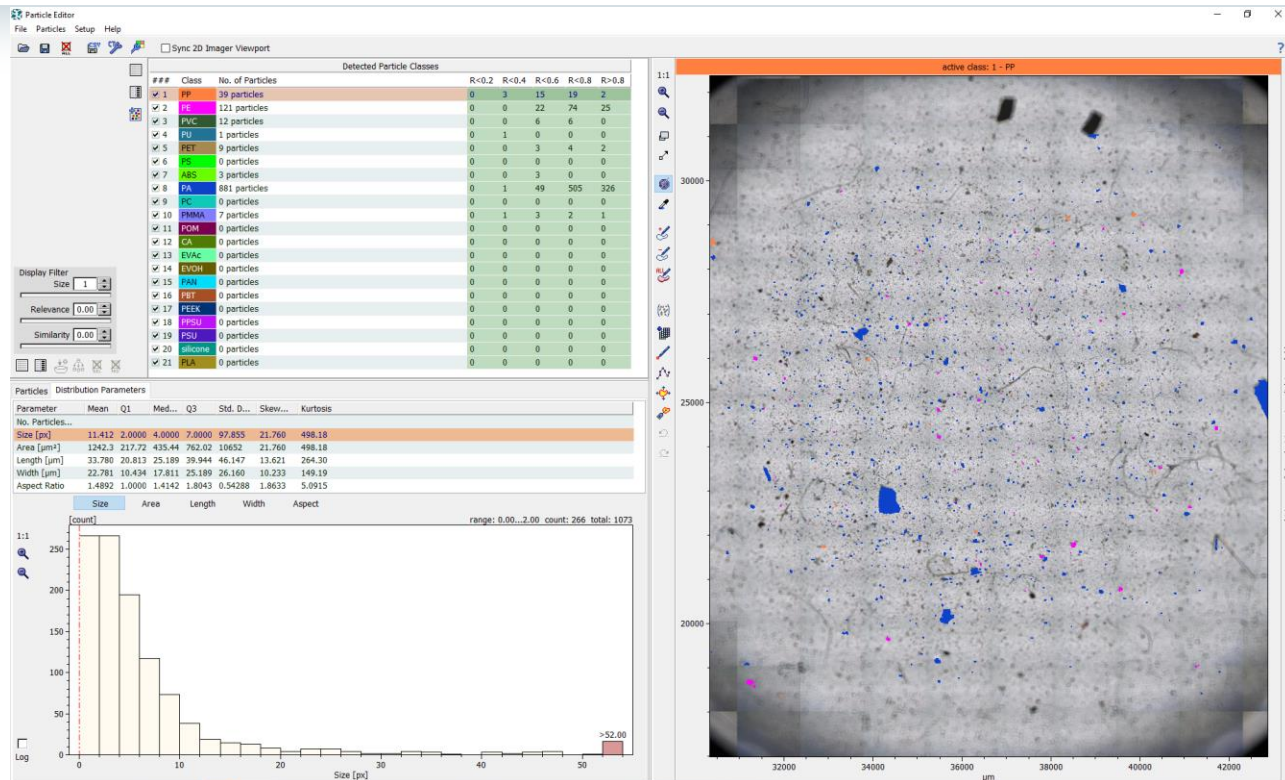 Particle Editor
File Particles Setup Help
Sync 2D Imager Viewport
Detected Particle Classes
### Class No. of Particles R<0.2 R<0.4 R<0.6 R<0.8 R>0.8
1 PP 39 particles 0 3 15 19 2
2 PE 121 particles 0 0 22 74 25
3 PVC 12 particles 0 0 6 6 0
4 PU 1 particles 0 1 0 0 0
5 PET 9 particles 0 0 3 4 2
6 PS 0 particles 0 0 0 0 0
7 ABS 3 particles 0 0 3 0 0
8 PA 881 particles 0 1 49 505 326
9 PC 0 particles 0 0 0 0 0
10 PMMA 7 particles 0 1 3 2 1
11 POM 0 particles 0 0 0 0 0
12 CA 0 particles 0 0 0 0 0
13 EVAc 0 particles 0 0 0 0 0
14 EVOH 0 particles 0 0 0 0 0
15 PAN 0 particles 0 0 0 0 0
16 PBT 0 particles 0 0 0 0 0
17 PEEK 0 particles 0 0 0 0 0
18 PPSU 0 particles 0 0 0 0 0
19 PSU 0 particles 0 0 0 0 0
20 silicone 0 particles 0 0 0 0 0
21 PLA 0 particles 0 0 0 0 0
Display Filter
Size 1
Relevance 0.00
Similarity 0.00
Particles Distribution Parameters
Parameter Mean Q1 Med... Q3 Std. D... Skew... Kurtosis
No. Particles...
Size [px] 11.412 2.0000 4.0000 7.0000 97.855 21.760 498.18
Area [µm²] 1242.3 217.72 435.44 762.02 10652 21.760 498.18
Length [µm] 33.780 20.813 25.189 39.944 46.147 13.621 264.30
Width [µm] 22.781 10.434 17.811 25.189 26.160 10.233 149.19
Aspect Ratio 1.4892 1.0000 1.4142 1.8043 0.54288 1.8633 5.0915
Size Area Length Width Aspect
[count] range: 0.00...2.00 count: 266 total: 1073
1:1
250
200
150
100
50
0
>52.00
Log
0 10 20 30 40 50
Size [px]
1:1
active class: 1 - PP
30000
25000
20000
32000 34000 36000 38000 40000 42000
µm